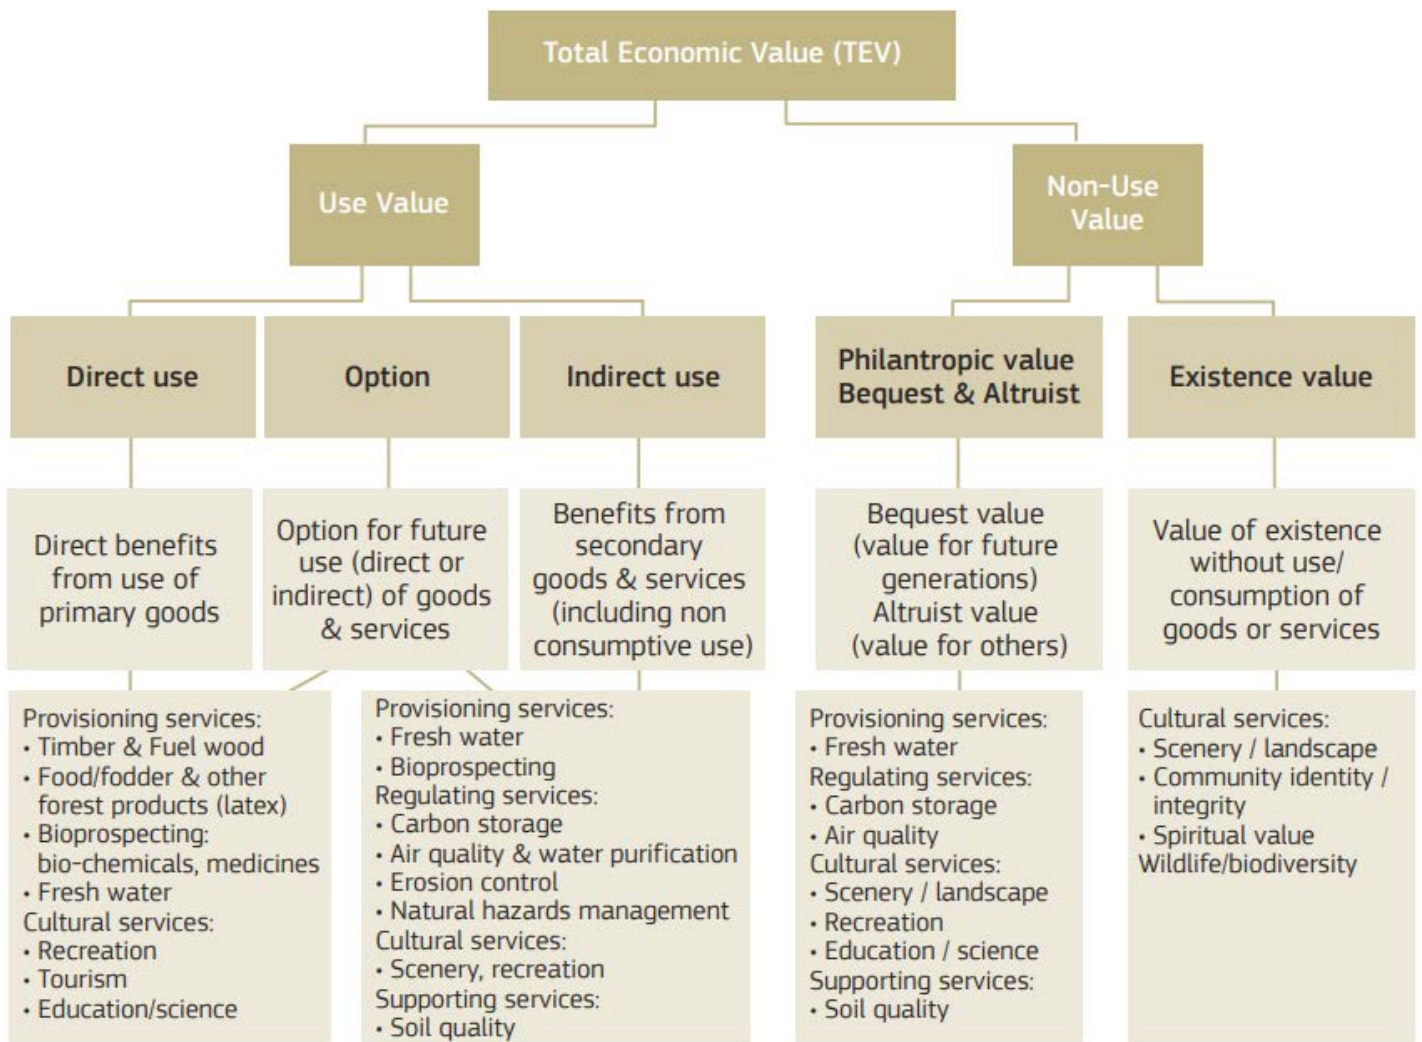 Total Economic Value (TEV)
Use Value
Non-Use
Value
Direct use
Option
Indirect use
Philantropic value
Bequest & Altruist
Existence value
Direct benefits
from use of
primary goods
Option for future
use (direct or
indirect) of goods
& services
Benefits from
secondary
goods & services
(including non
consumptive use)
Bequest value
(value for future
generations)
Altruist value
(value for others)
Value of existence
without use/
consumption of
goods or services
Provisioning services:
• Timber & Fuel wood
• Food/fodder & other
forest products (latex)
• Bioprospecting:
bio-chemicals, medicines
• Fresh water
Cultural services:
• Recreation
• Tourism
• Education/science
Provisioning services:
• Fresh water
• Bioprospecting
Regulating services:
• Carbon storage
• Air quality & water purification
• Erosion control
• Natural hazards management
Cultural services:
• Scenery, recreation
Supporting services:
• Soil quality
Provisioning services:
• Fresh water
Regulating services:
• Carbon storage
• Air quality
Cultural services:
• Scenery / landscape
• Recreation
• Education / science
Supporting services:
• Soil quality
Cultural services:
• Scenery / landscape
• Community identity /
integrity
• Spiritual value
Wildlife/biodiversity